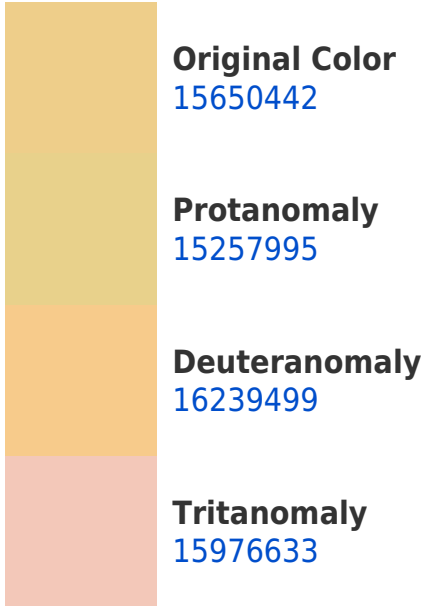 Original Color
15650442
Protanomaly
15257995
Deuteranomaly
16239499
Tritanomaly
15976633